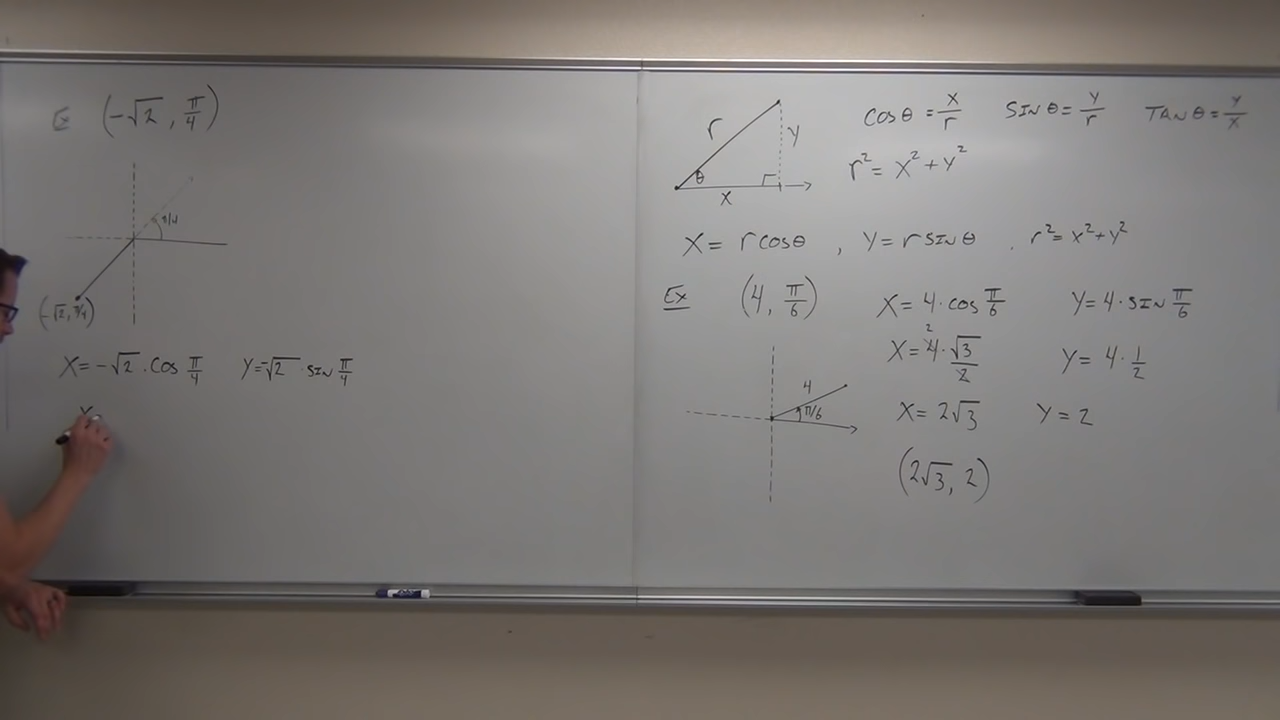 Ex (-√2, π/4)
π/4
(-√2, π/4)
X = -√2 · cos π/4   Y = -√2 · sin π/4
X
r
θ
x
y
cos θ = x/r   SIN θ = y/r   TAN θ = y/x
r² = x² + y²
X = r cos θ , Y = r SIN θ . r² = x² + y²
Ex (4, π/6)   X = 4 · cos π/6   Y = 4 · SIN π/6
2
X = 4 · √3/2   Y = 4 · 1/2
4
π/6
X = 2√3   Y = 2
(2√3, 2)